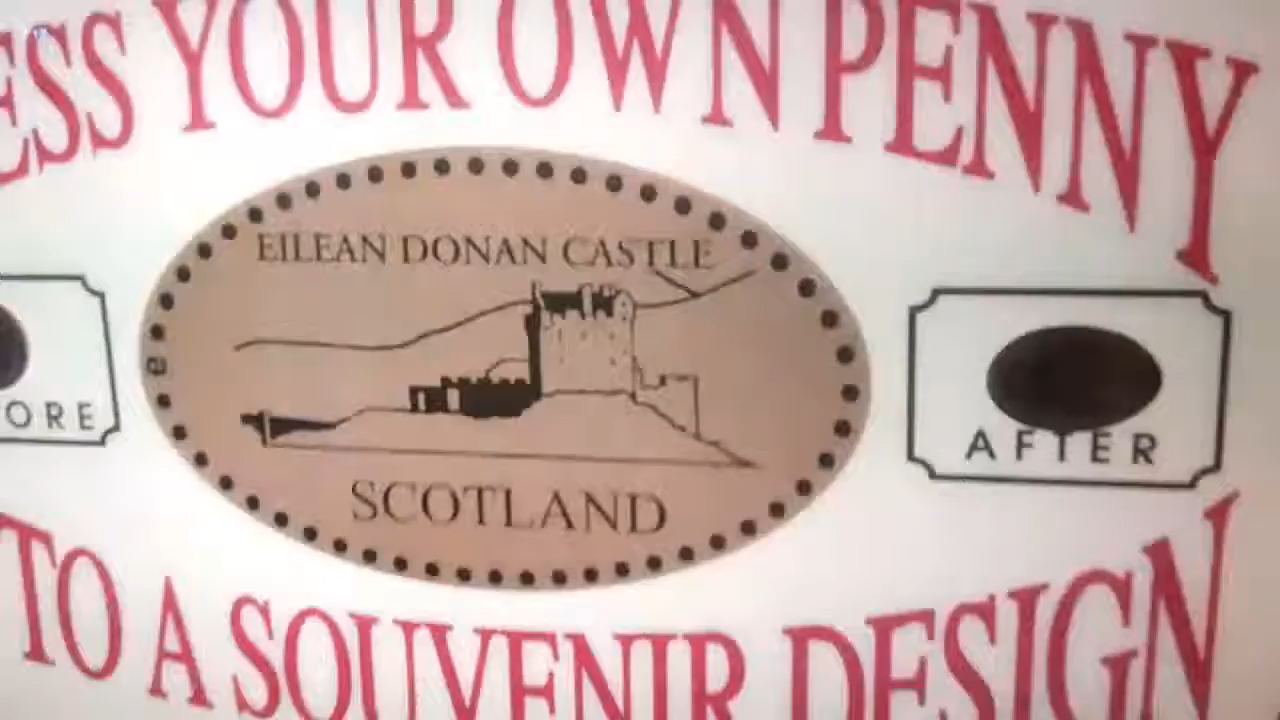 ESS YOUR OWN PENNY
EILEAN DONAN CASTLE
SCOTLAND
ORE
AFTER
TO A SOUVENIR DESIGN